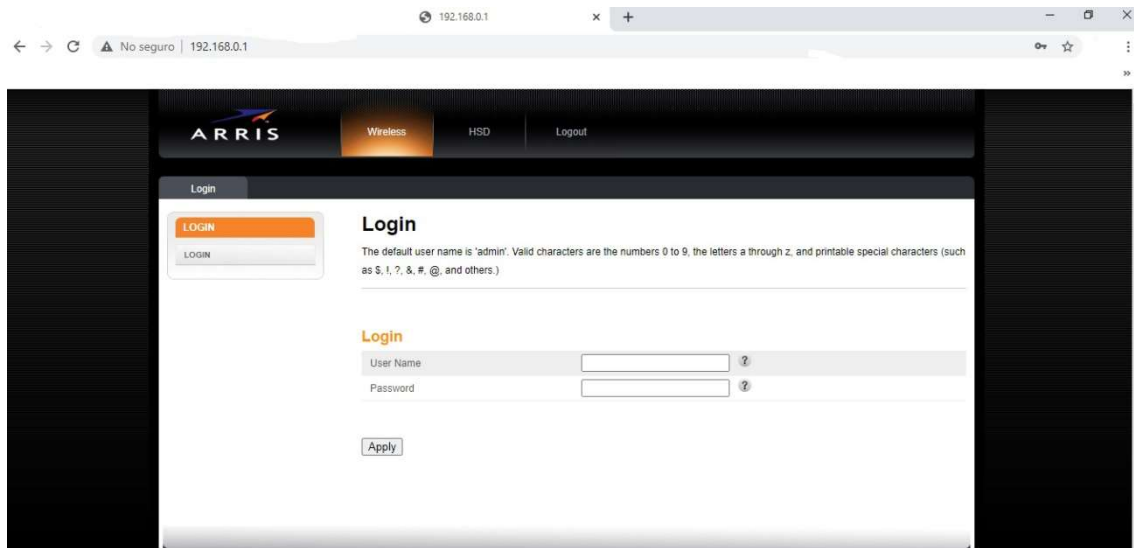 192.168.0.1
No seguro | 192.168.0.1
ARRIS
Wireless
HSD
Logout
Login
LOGIN
LOGIN
Login
The default user name is 'admin'. Valid characters are the numbers 0 to 9, the letters a through z, and printable special characters (such
as $, !, ?, &, #, @, and others.)
Login
User Name
Password
Apply